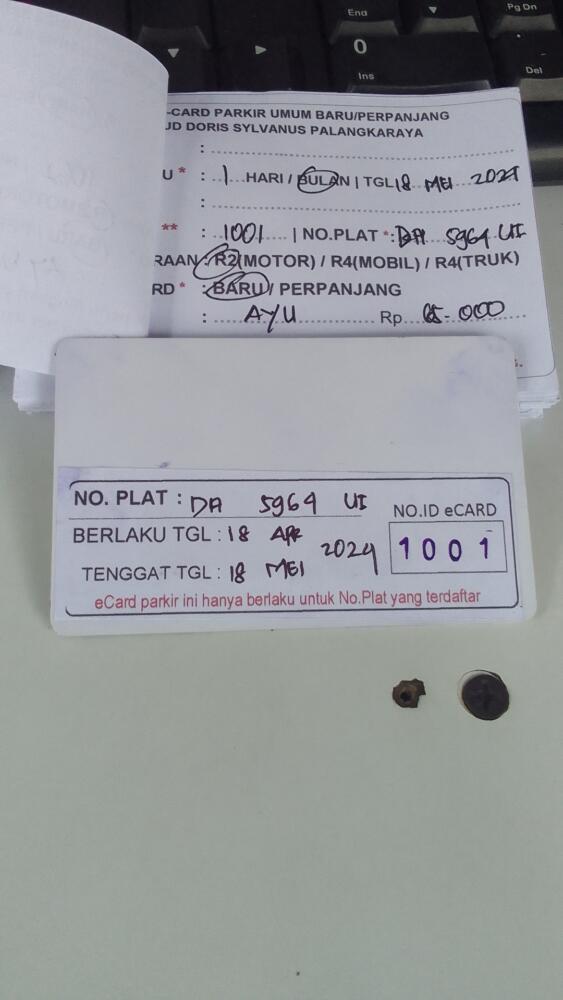 End
Pg Dn
0
Ins
Del
-CARD PARKIR UMUM BARU/PERPANJANG
UD DORIS SYLVANUS PALANGKARAYA
:
U * : 1 HARI / BULAN | TGL 18 MEI 2024
:
** : 1001 | NO.PLAT * : DA 5964 UI
RAAN : R2(MOTOR) / R4(MOBIL) / R4(TRUK)
RD * : BARU / PERPANJANG
: AYU Rp
NO. PLAT : DA 5964 UI
NO.ID eCARD
BERLAKU TGL : 18 APR
2024
1001
TENGGAT TGL : 18 MEI
eCard parkir ini hanya berlaku untuk No.Plat yang terdaftar